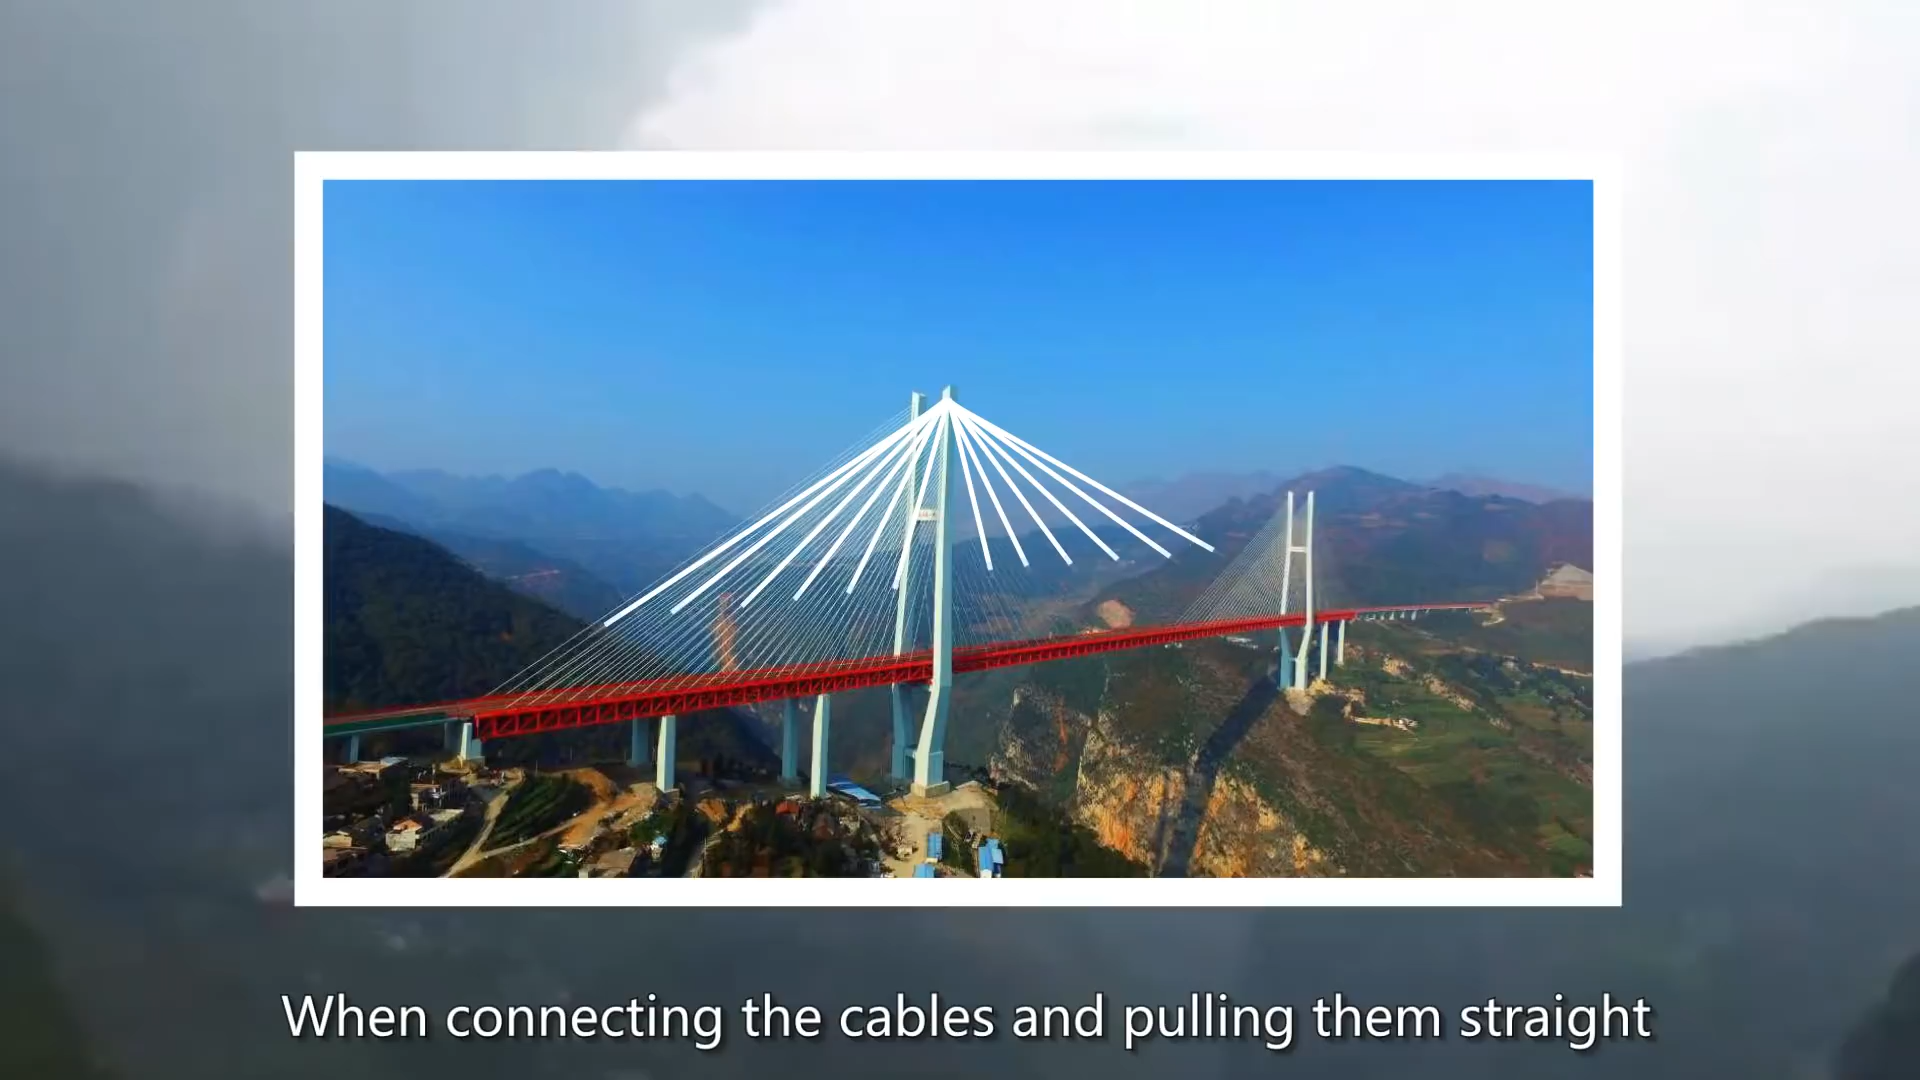 When connecting the cables and pulling them straight